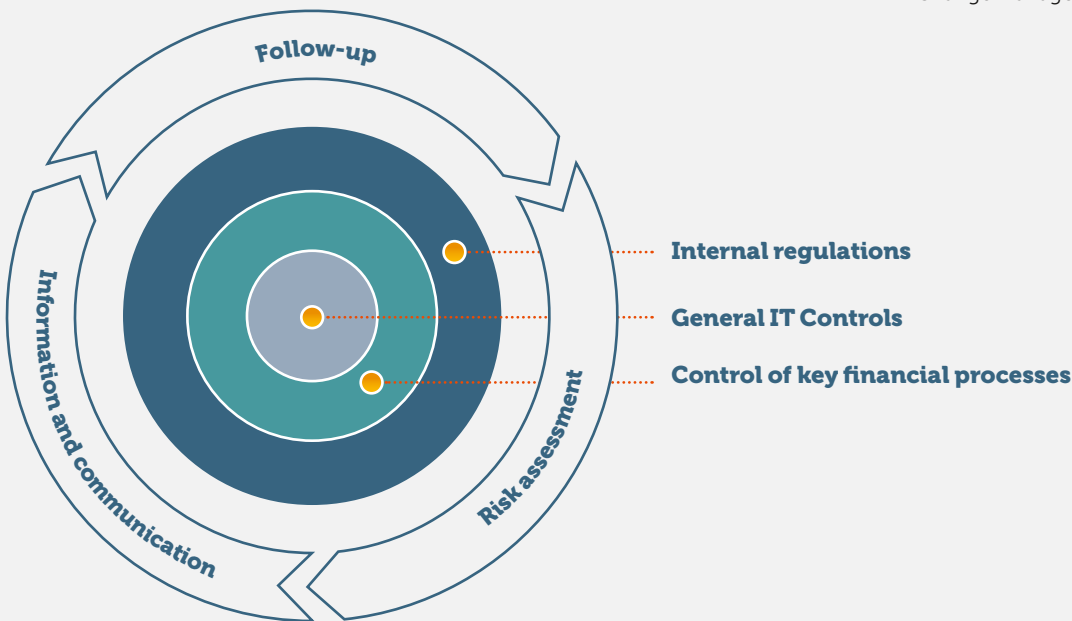 Follow-up
Internal regulations
General IT Controls
Control of key financial processes
Risk assessment
Information and communication